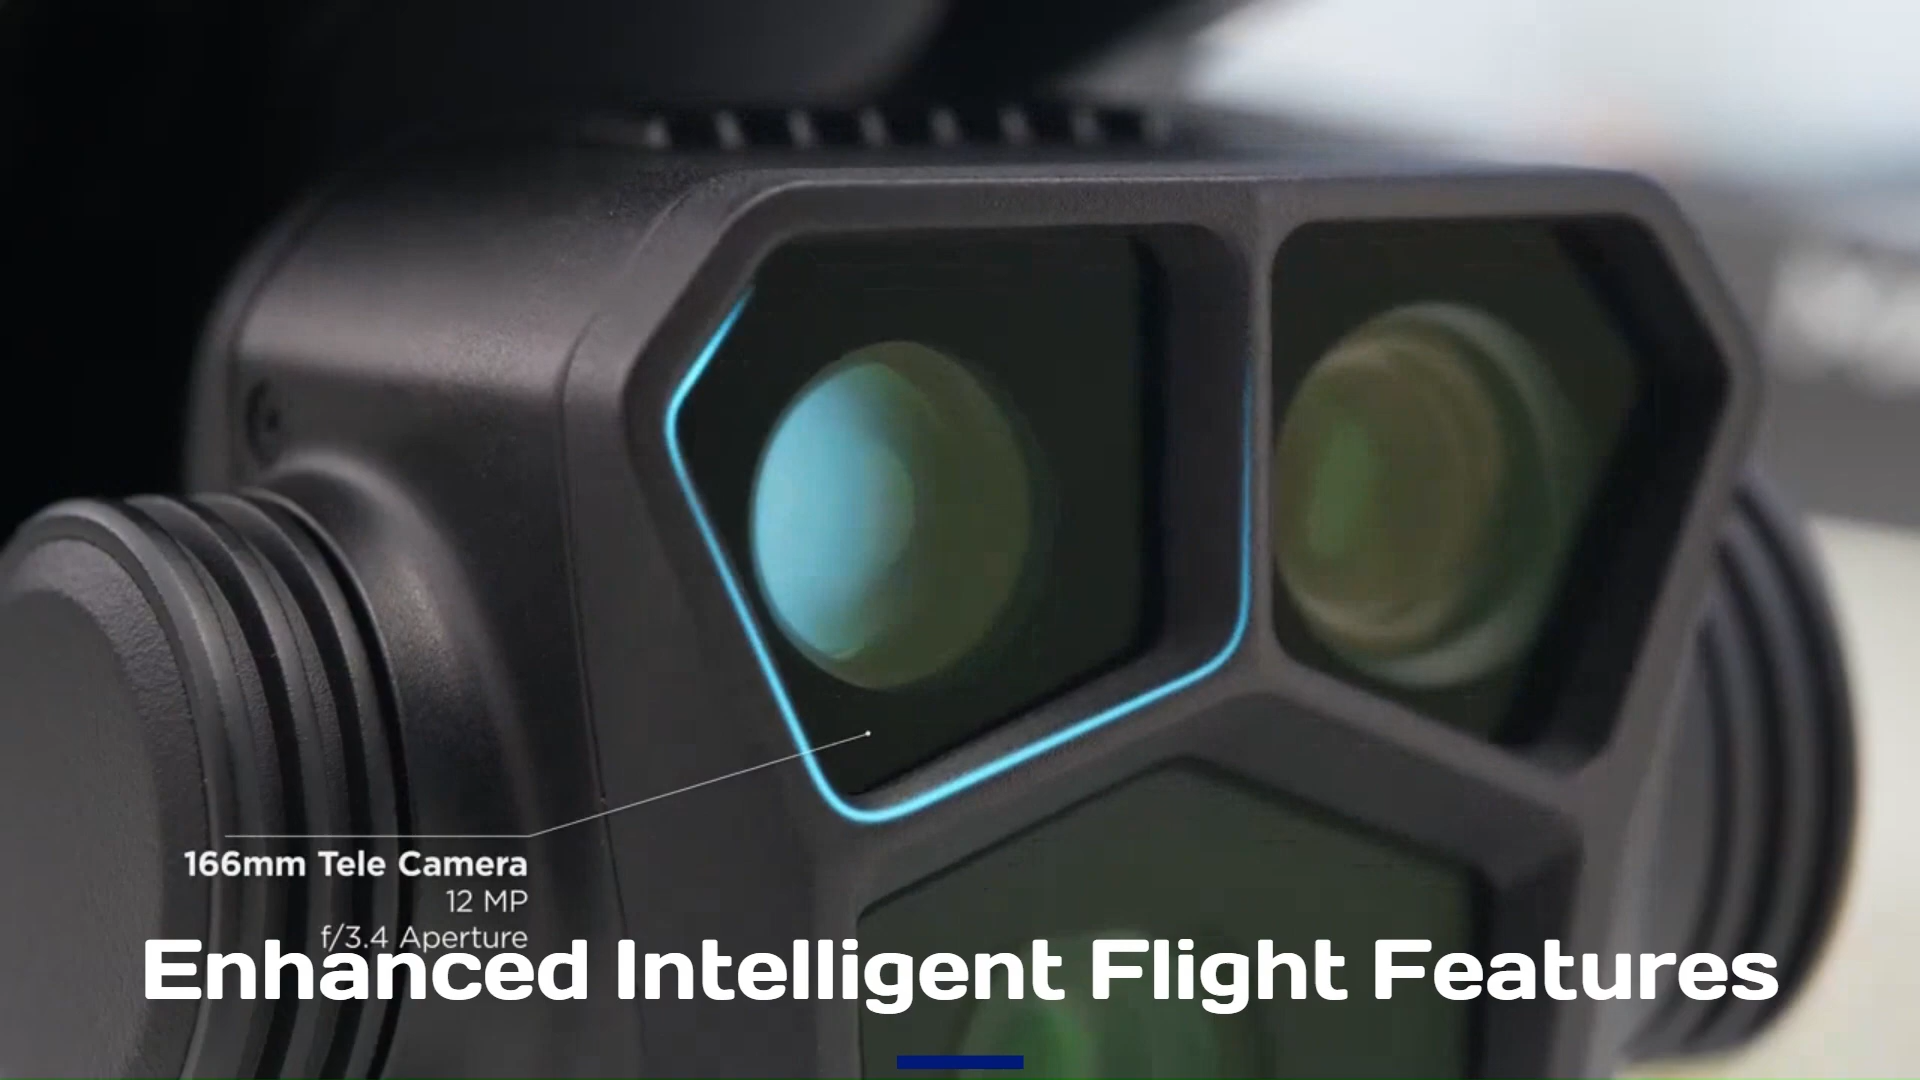 166mm Tele Camera
12 MP
f/3.4 Aperture
Enhanced Intelligent Flight Features